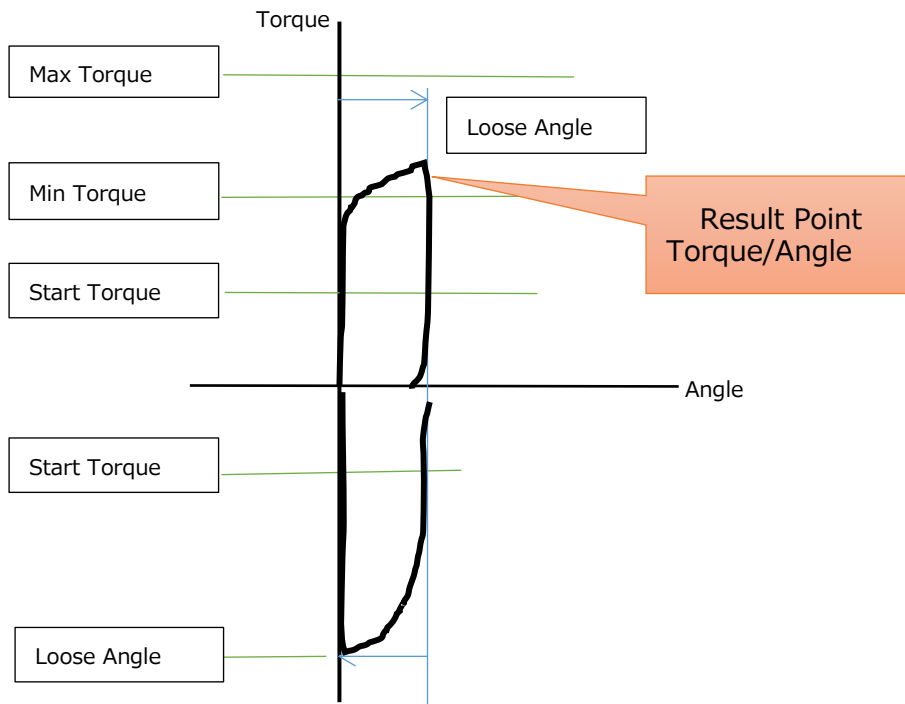 Torque
Max Torque
Loose Angle
Min Torque
Result Point
Torque/Angle
Start Torque
Angle
Start Torque
Loose Angle